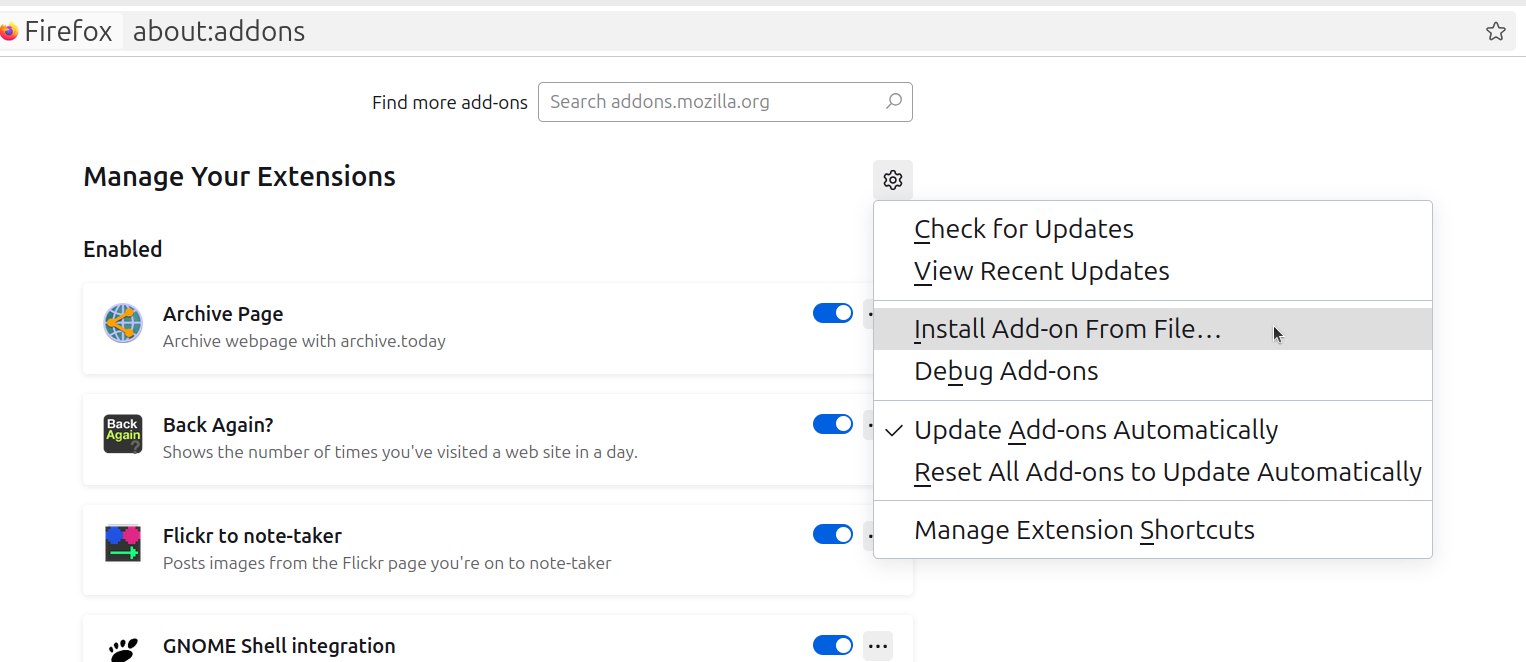 Firefox about:addons
Find more add-ons Search addons.mozilla.org
Manage Your Extensions
Check for Updates
View Recent Updates
Install Add-on From File…
Debug Add-ons
Update Add-ons Automatically
Reset All Add-ons to Update Automatically
Manage Extension Shortcuts
Enabled
Archive Page
Archive webpage with archive.today
Back Again?
Back Again?
Shows the number of times you've visited a web site in a day.
Flickr to note-taker
Posts images from the Flickr page you're on to note-taker
GNOME Shell integration